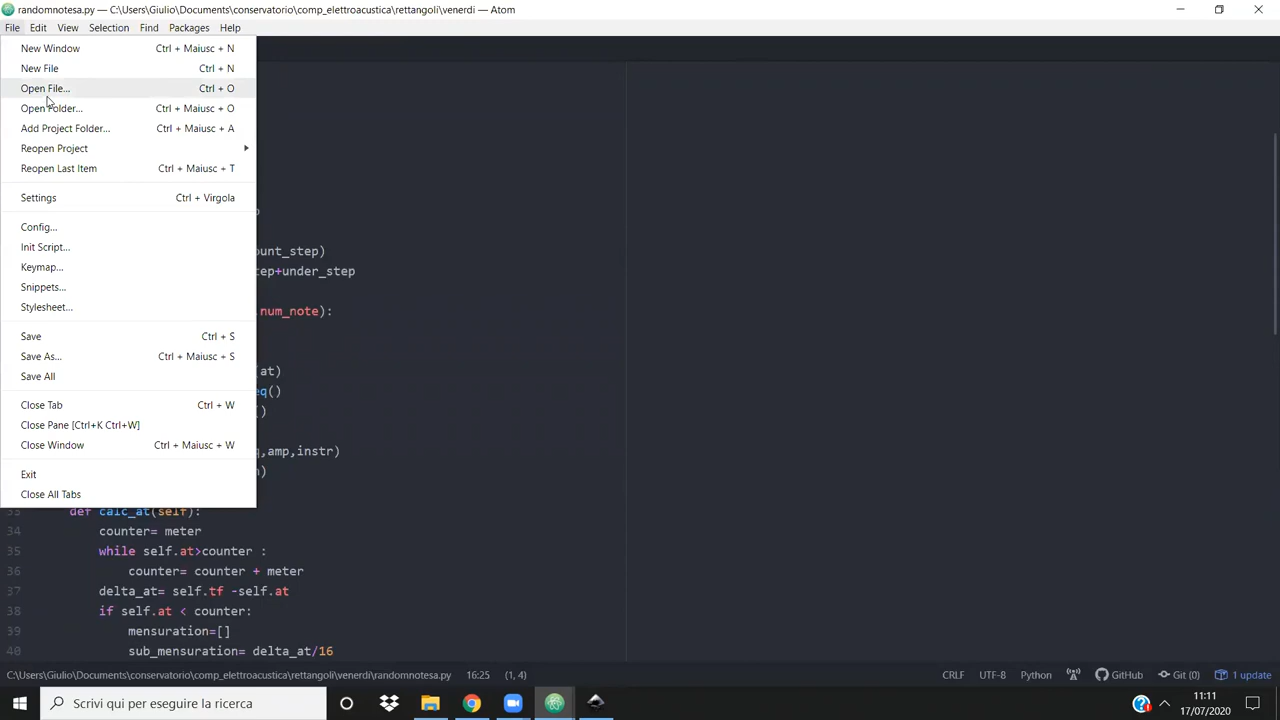 randomnotesa.py — C:\Users\Giulio\Documents\conservatorio\comp_elettroacustica\rettangoli\venerdi — Atom
File Edit View Selection Find Packages Help
New Window Ctrl + Maiusc + N
New File Ctrl + N
Open File... Ctrl + O
Open Folder... Ctrl + Maiusc + O
Add Project Folder... Ctrl + Maiusc + A
Reopen Project
Reopen Last Item Ctrl + Maiusc + T
Settings Ctrl + Virgola
Config...
Init Script...
Keymap...
Snippets...
Stylesheet...
Save Ctrl + S
Save As... Ctrl + Maiusc + S
Save All
Close Tab Ctrl + W
Close Pane [Ctrl+K Ctrl+W]
Close Window Ctrl + Maiusc + W
Exit
Close All Tabs
ount_step)
tep+under_step
num_note):
(at)
eq()
()
q,amp,instr)
n)
33 def calc_at(self):
34 counter= meter
35 while self.at>counter :
36 counter= counter + meter
37 delta_at= self.tf -self.at
38 if self.at < counter:
39 mensuration=[]
40 sub_mensuration= delta_at/16
C:\Users\Giulio\Documents\conservatorio\comp_elettroacustica\rettangoli\venerdi\randomnotesa.py 16:25 (1, 4) CRLF UTF-8 Python GitHub Git (0) 1 update
Scrivi qui per eseguire la ricerca
11:11
17/07/2020